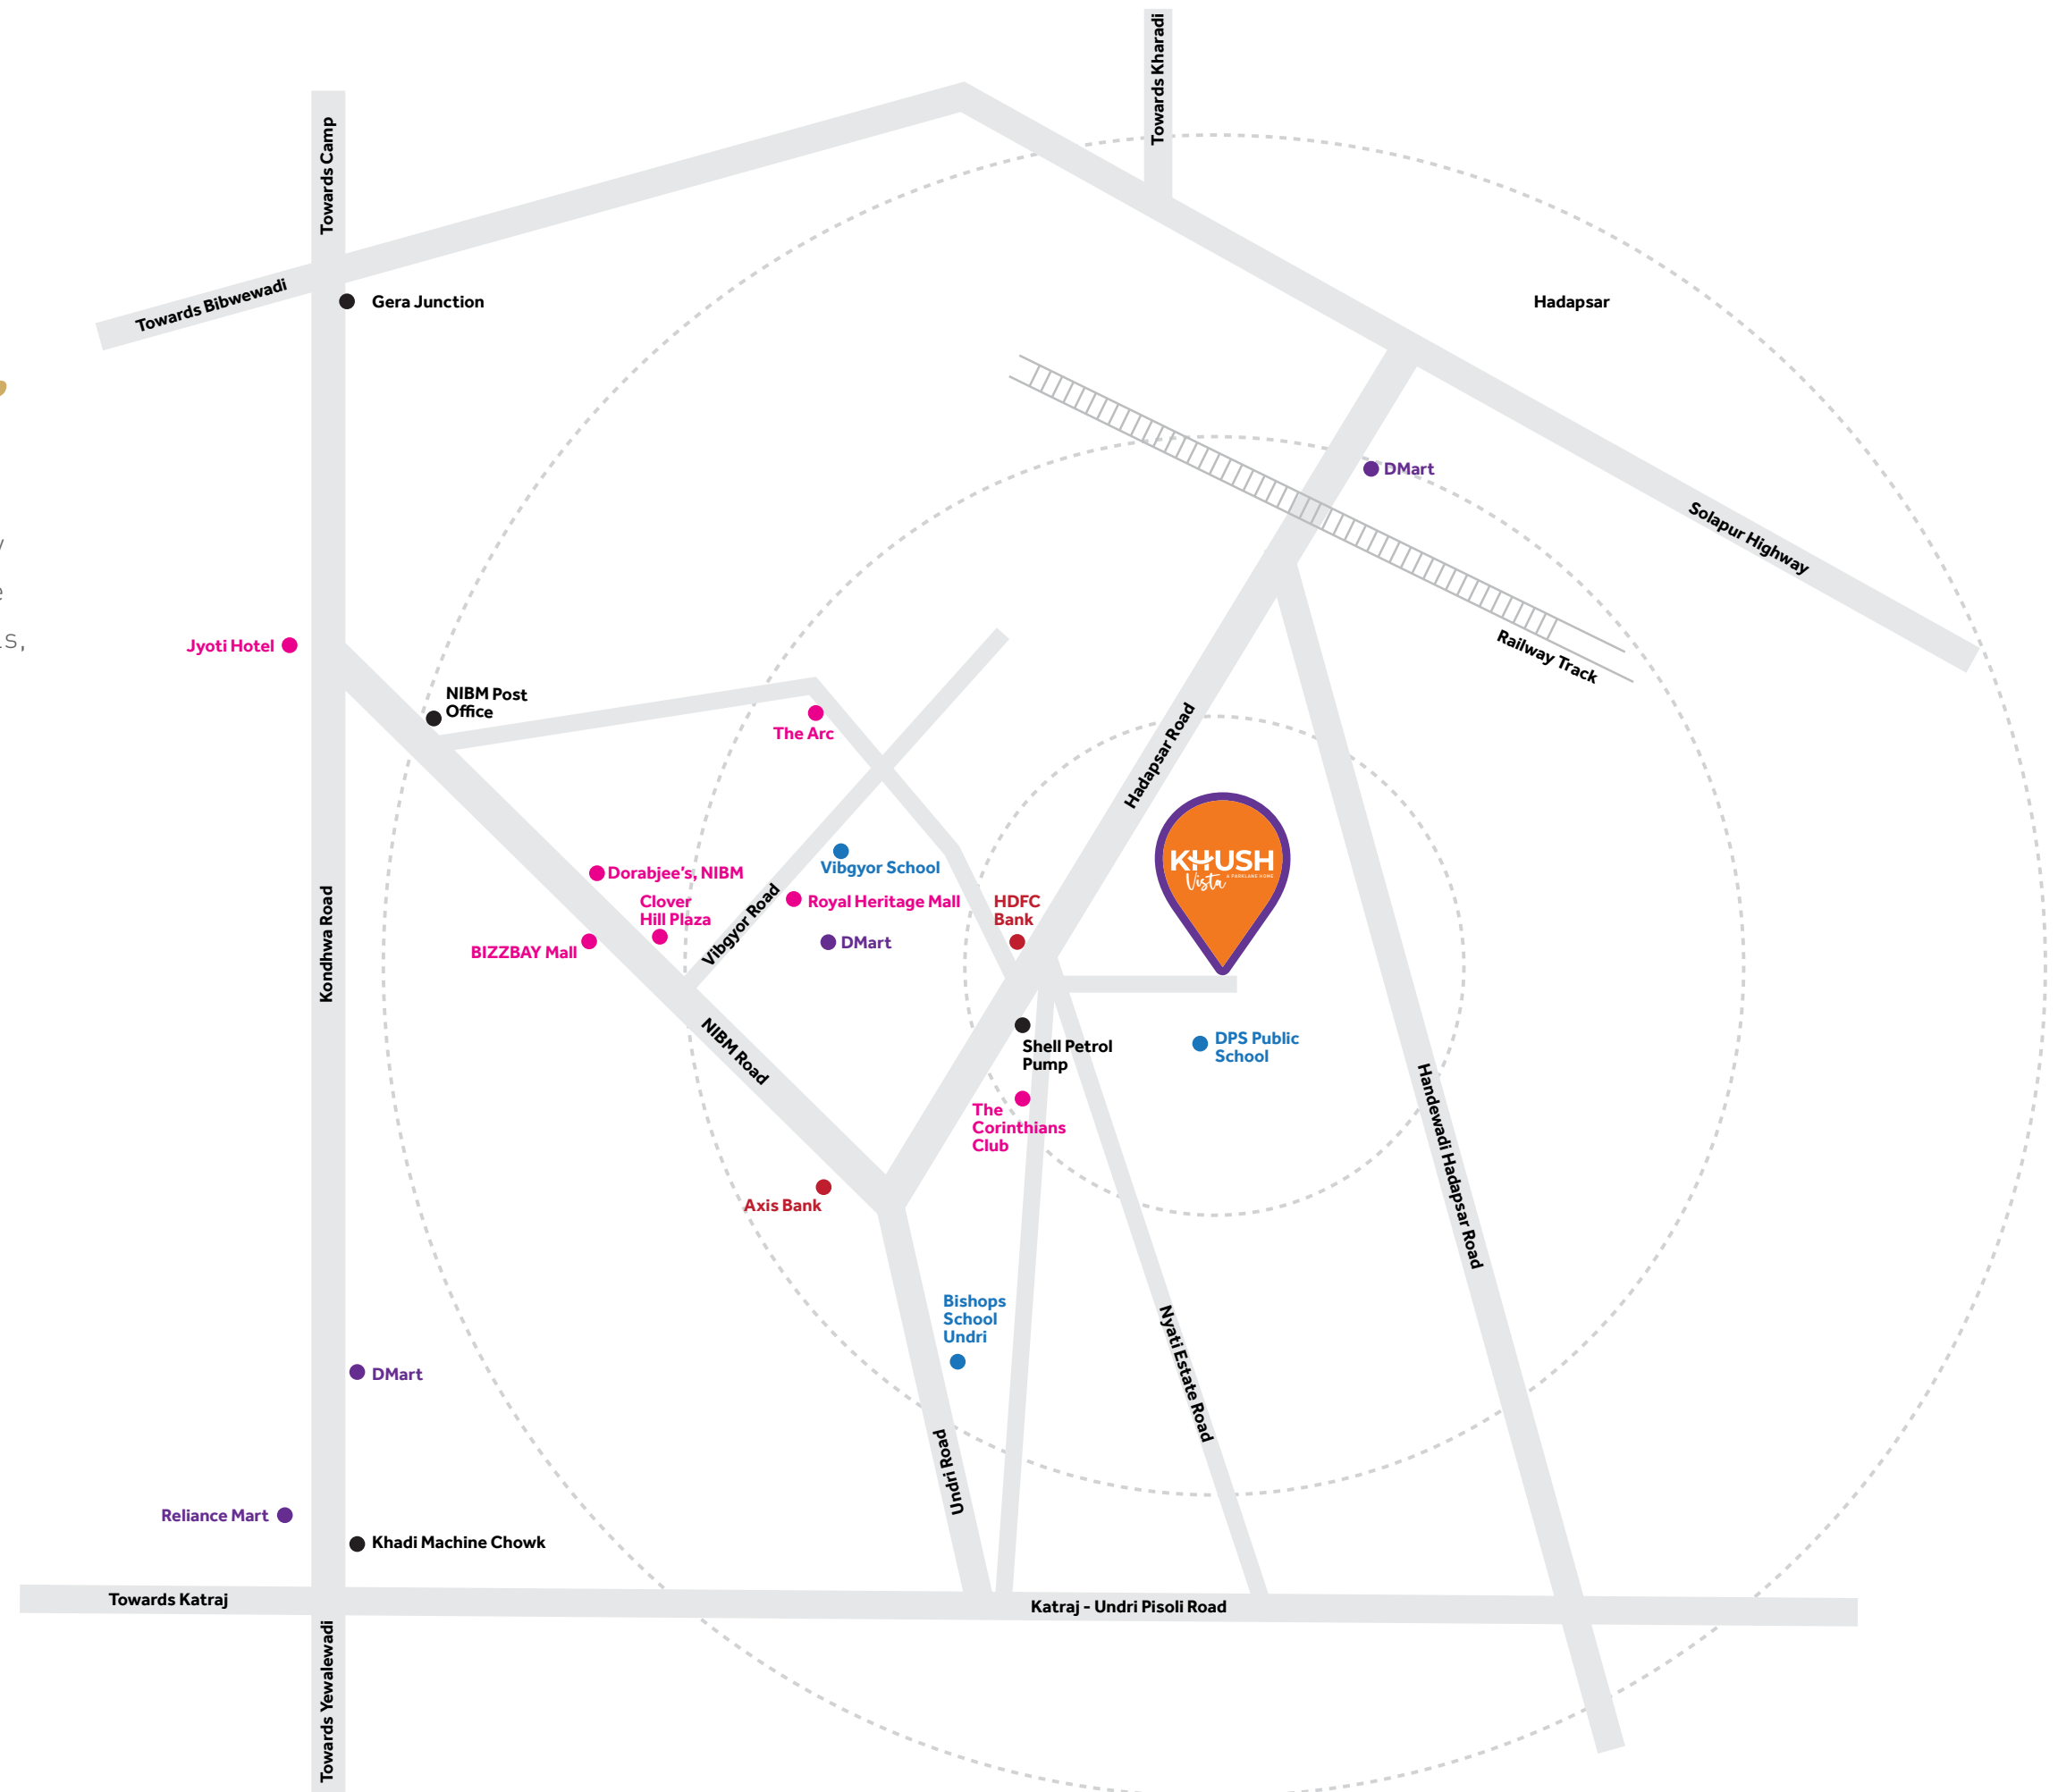 Towards Kharadi
Towards Camp
Towards Bibwewadi
Gera Junction
Hadapsar
DMart
Solapur Highway
Railway Track
Jyoti Hotel
NIBM Post
Office
The Arc
Hadapsar Road
KHUSH
Vista
A PARKLANE HOME
Vibgyor School
Dorabjee's, NIBM
Clover
Hill Plaza
Royal Heritage Mall
HDFC
Bank
Vibgyor Road
BIZZBAY Mall
DMart
Kondhwa Road
NIBM Road
Shell Petrol
Pump
DPS Public
School
The
Corinthians
Club
Handewadi Hadapsar Road
Axis Bank
Bishops
School
Undri
Nyati Estate Road
DMart
Undri Road
Reliance Mart
Khadi Machine Chowk
Towards Katraj
Katraj - Undri Pisoli Road
Towards Yewalewadi